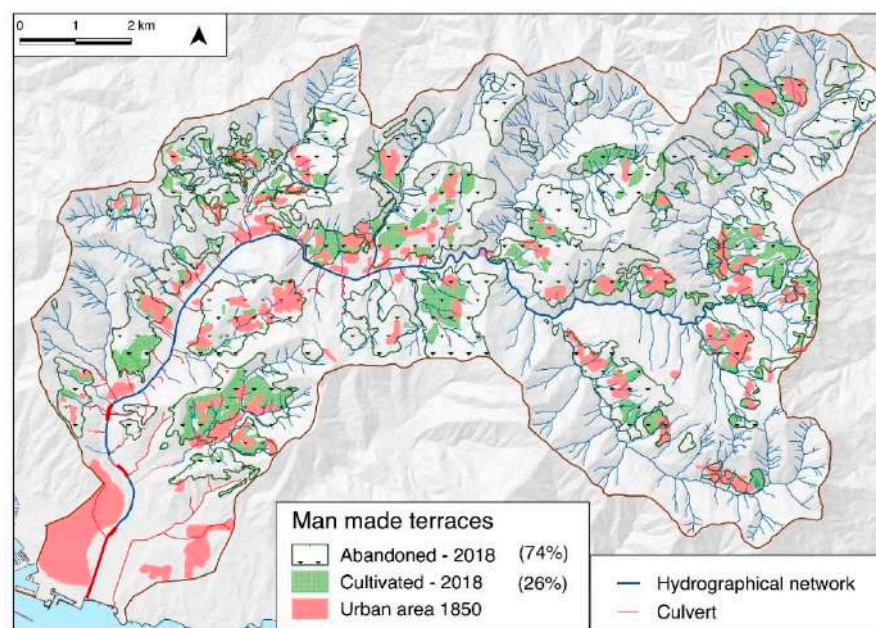 0 1 2 km
Man made terraces
Abandoned - 2018 (74%)
Cultivated - 2018 (26%)
Urban area 1850
Hydrographical network
Culvert